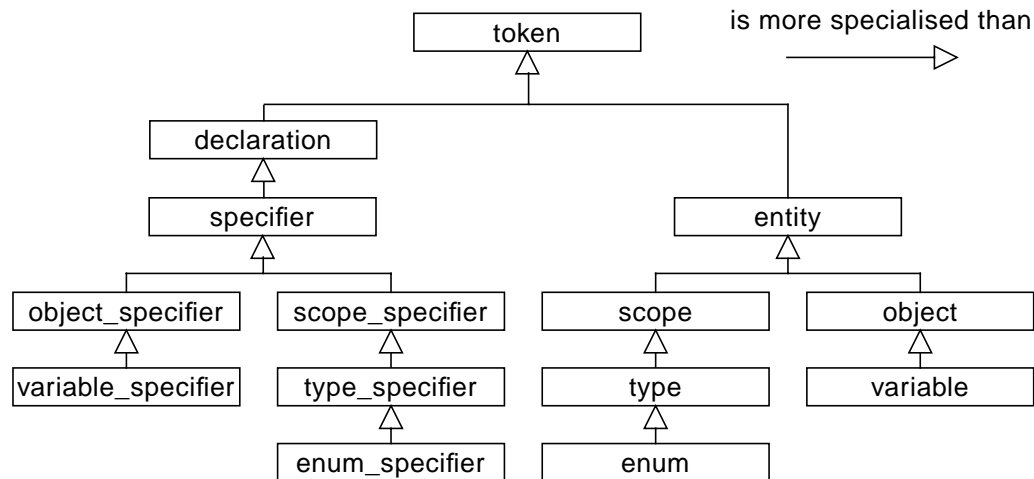 token
is more specialised than
declaration
specifier
entity
object_specifier
scope_specifier
scope
object
variable_specifier
type_specifier
type
variable
enum_specifier
enum